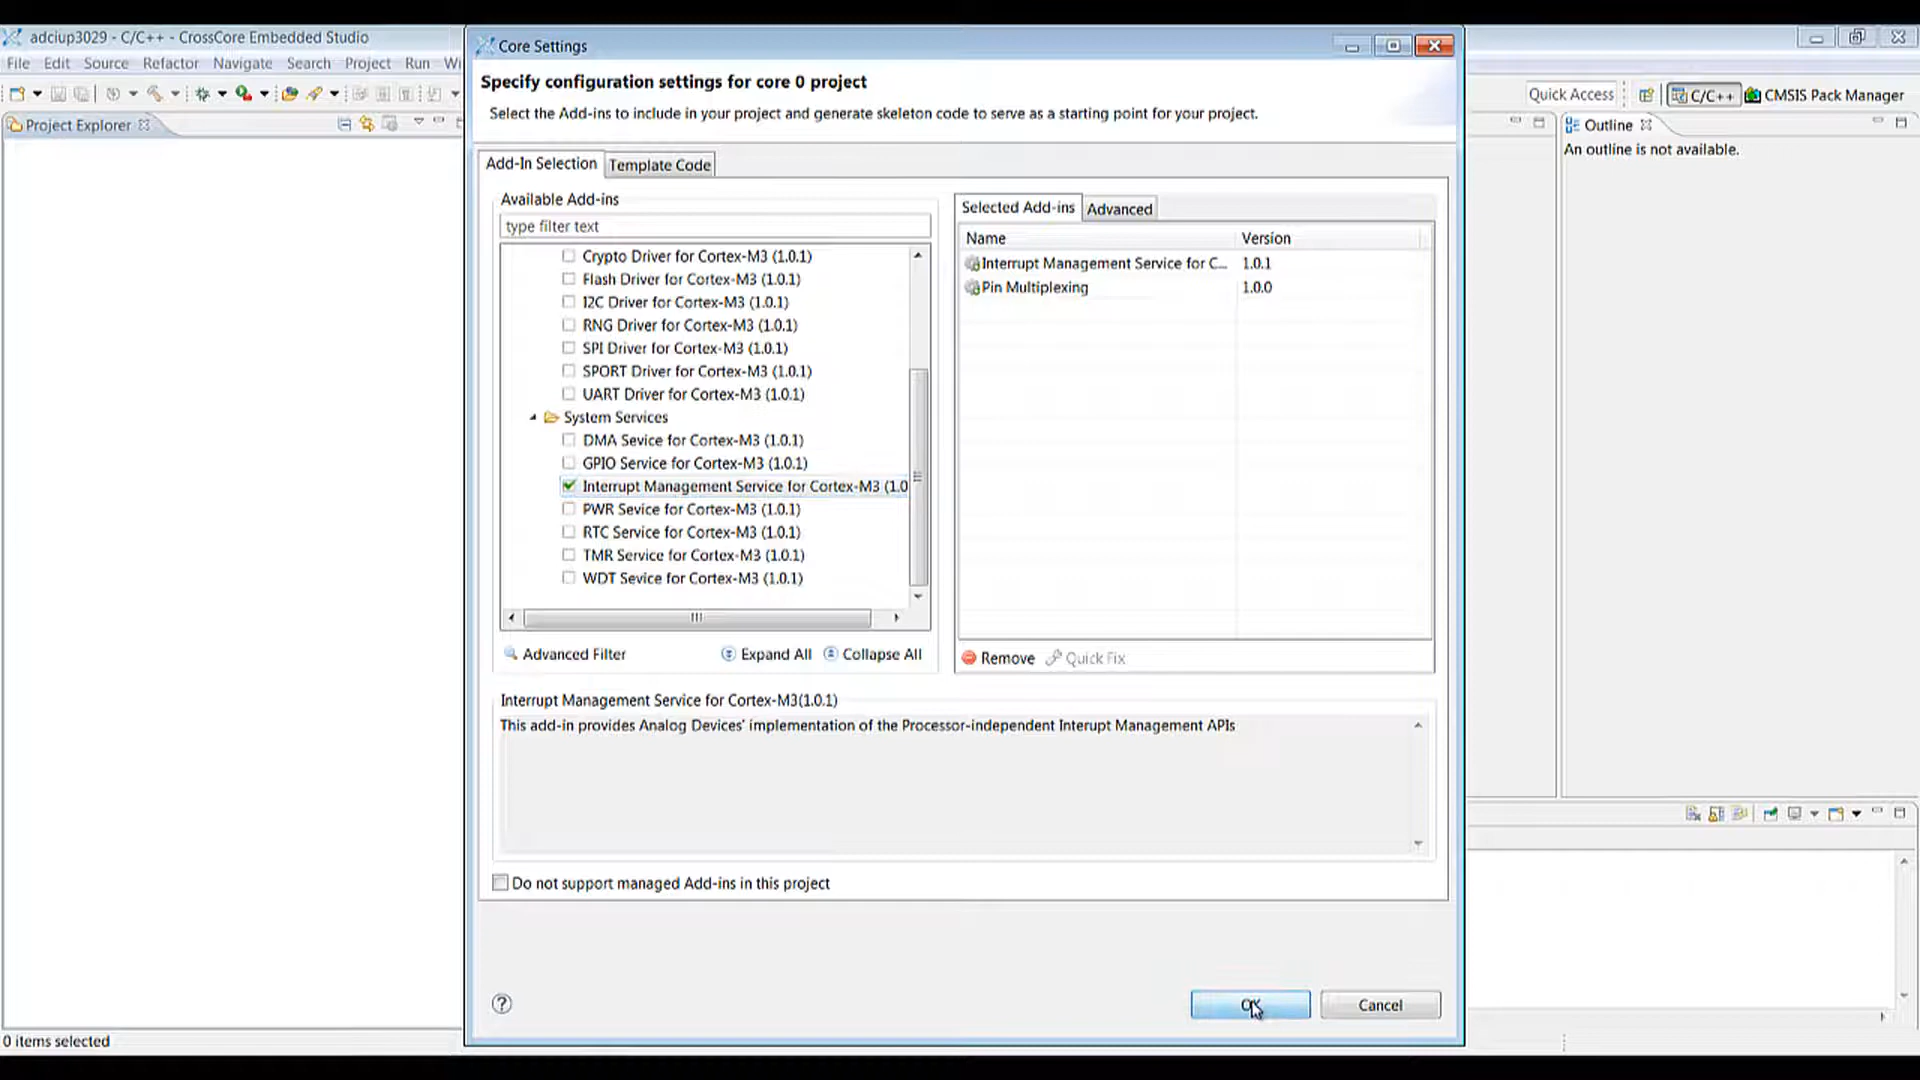 adciup3029 - C/C++ - CrossCore Embedded Studio
File Edit Source Refactor Navigate Search Project Run Wi
Project Explorer
0 items selected
Core Settings
Specify configuration settings for core 0 project
Select the Add-ins to include in your project and generate skeleton code to serve as a starting point for your project.
Add-In Selection Template Code
Available Add-ins
type filter text
Crypto Driver for Cortex-M3 (1.0.1)
Flash Driver for Cortex-M3 (1.0.1)
I2C Driver for Cortex-M3 (1.0.1)
RNG Driver for Cortex-M3 (1.0.1)
SPI Driver for Cortex-M3 (1.0.1)
SPORT Driver for Cortex-M3 (1.0.1)
UART Driver for Cortex-M3 (1.0.1)
System Services
DMA Sevice for Cortex-M3 (1.0.1)
GPIO Service for Cortex-M3 (1.0.1)
Interrupt Management Service for Cortex-M3 (1.0
PWR Sevice for Cortex-M3 (1.0.1)
RTC Service for Cortex-M3 (1.0.1)
TMR Service for Cortex-M3 (1.0.1)
WDT Sevice for Cortex-M3 (1.0.1)
Advanced Filter Expand All Collapse All
Selected Add-ins Advanced
Name Version
Interrupt Management Service for C... 1.0.1
Pin Multiplexing 1.0.0
Remove Quick Fix
Interrupt Management Service for Cortex-M3(1.0.1)
This add-in provides Analog Devices' implementation of the Processor-independent Interupt Management APIs
Do not support managed Add-ins in this project
OK Cancel
Quick Access C/C++ CMSIS Pack Manager
Outline
An outline is not available.